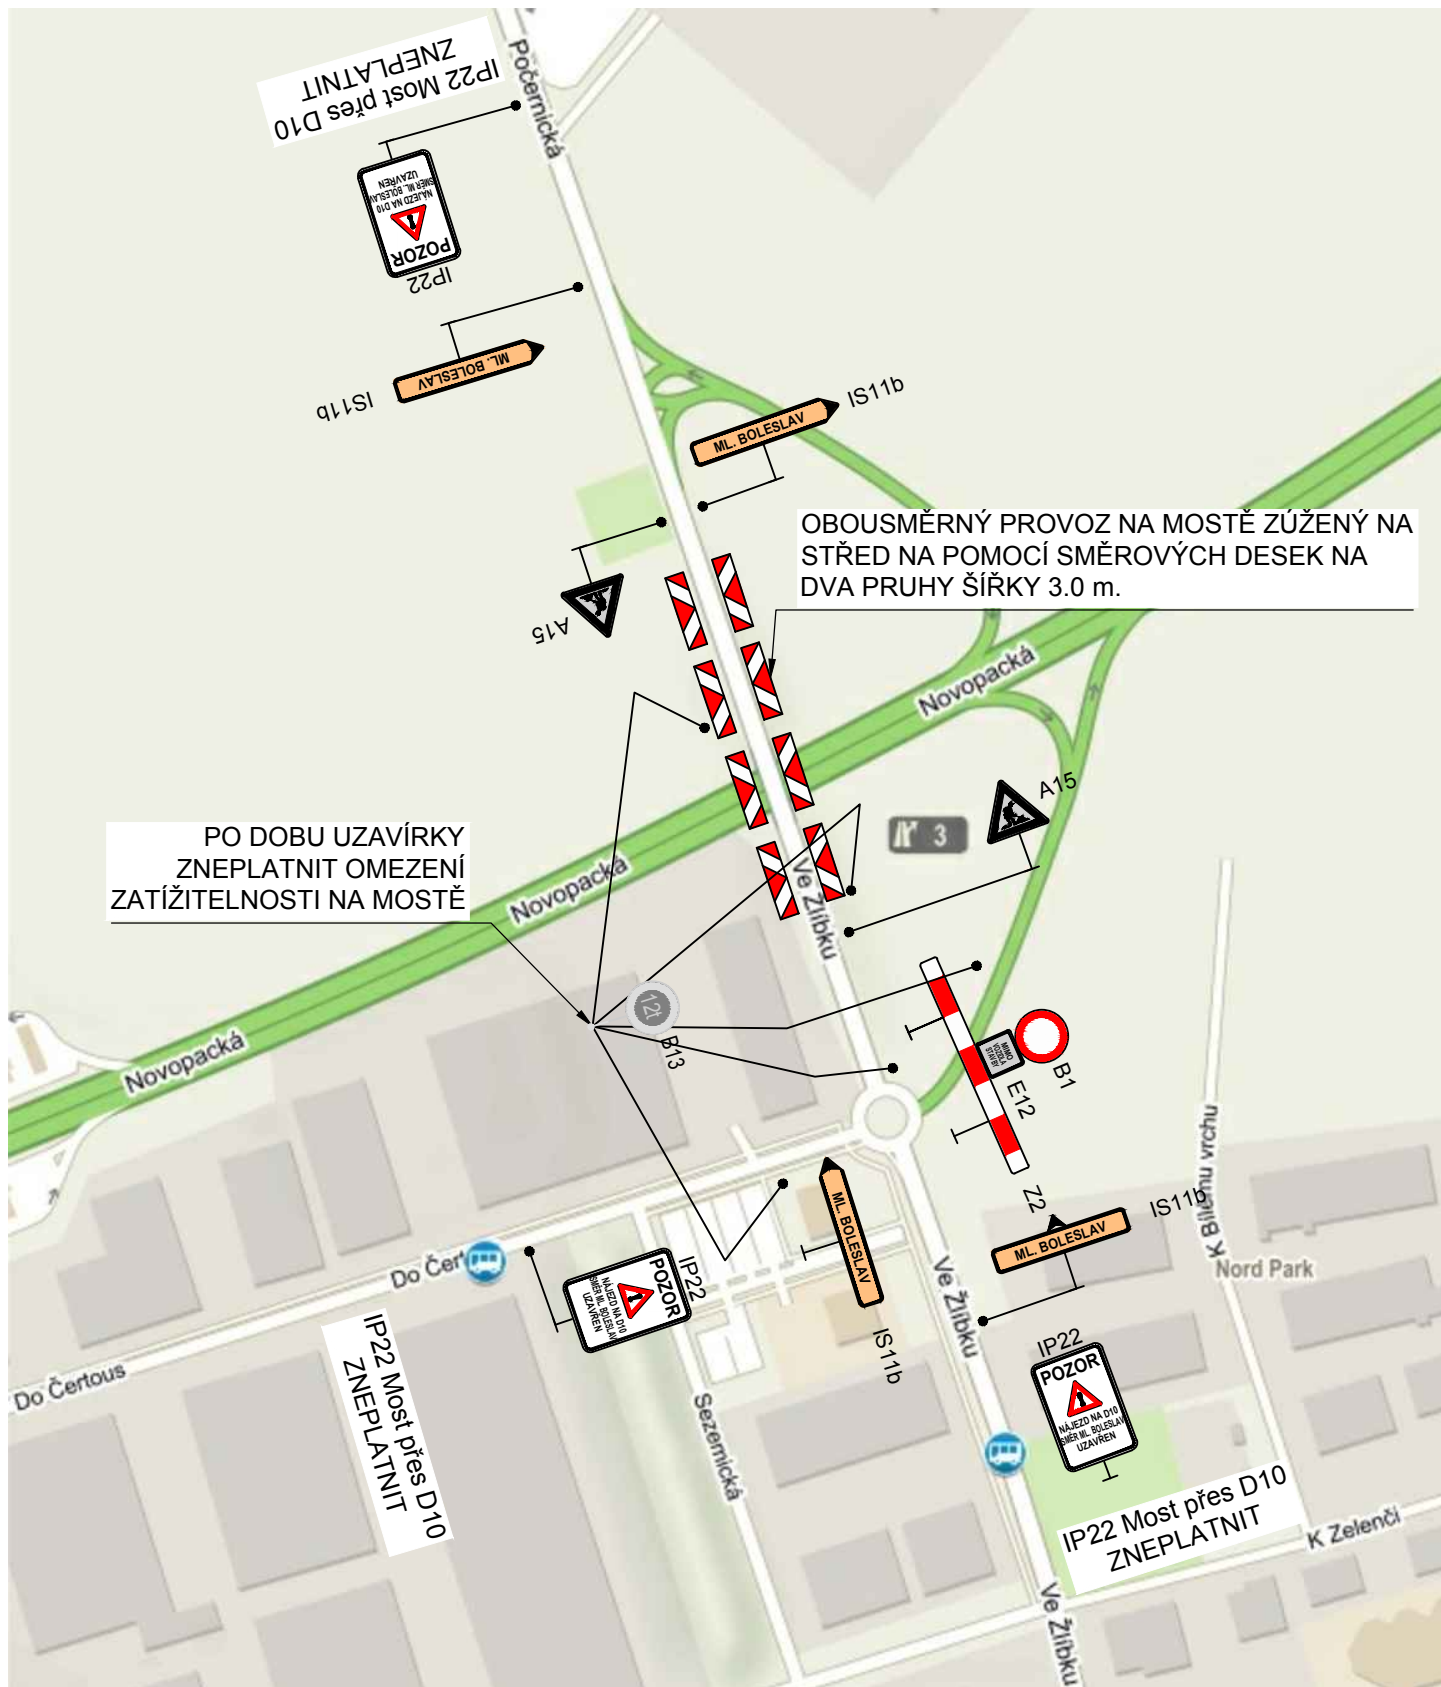 Počernická
IP22 Most přes D10
ZNEPLATNIT
POZOR
NÁJEZD NA D10
SMĚR ML. BOLESLAV
UZAVŘEN
IP22
ML. BOLESLAV
IS11b
ML. BOLESLAV
IS11b
OBOUSMĚRNÝ PROVOZ NA MOSTĚ ZÚŽENÝ NA
STŘED NA POMOCÍ SMĚROVÝCH DESEK NA
DVA PRUHY ŠÍŘKY 3.0 m.
A15
Novopacká
A15
3
PO DOBU UZAVÍRKY
ZNEPLATNIT OMEZENÍ
ZATÍŽITELNOSTI NA MOSTĚ
Novopacká
Ve Žlíbku
12t
B13
Novopacká
MIMO
VOZIDLA
STAVBY
E12
B1
Z2
K Bílému vrchu
ML. BOLESLAV
IS11b
ML. BOLESLAV
IS11b
Nord Park
Do Čert
IP22
POZOR
NÁJEZD NA D10
SMĚR ML. BOLESLAV
UZAVŘEN
Ve Žlíbku
IP22
POZOR
NÁJEZD NA D10
SMĚR ML. BOLESLAV
UZAVŘEN
Do Čertous
IP22 Most přes D10
ZNEPLATNIT
Sezemická
IP22 Most přes D10
ZNEPLATNIT
K Zelenči
Ve Žlíbku